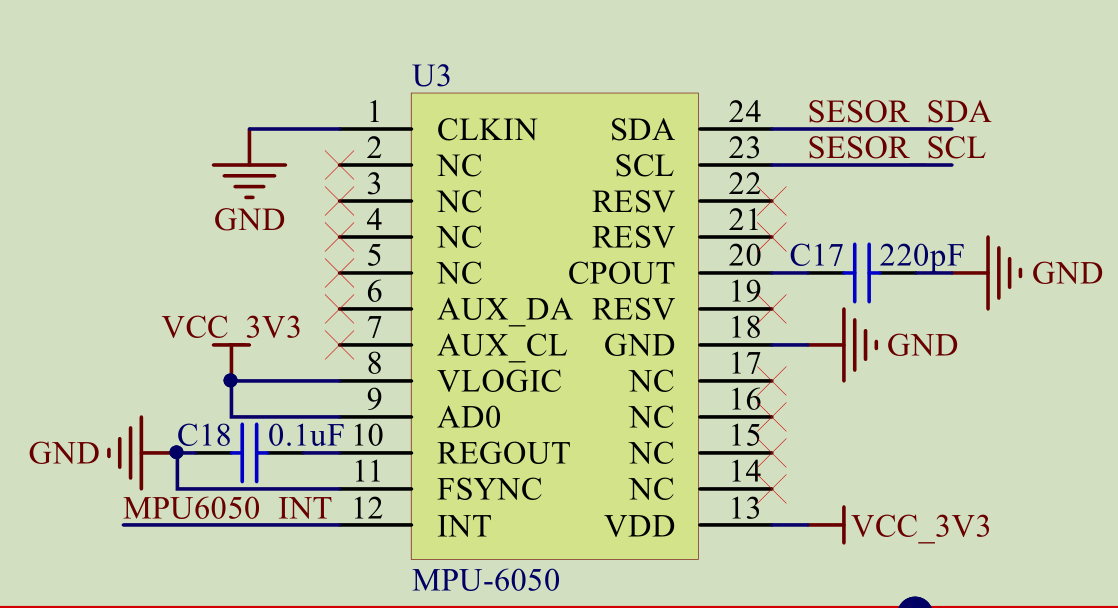 U3
1 CLKIN SDA 24 SESOR_SDA
2 NC SCL 23 SESOR_SCL
3 NC RESV 22
4 NC RESV 21
5 NC CPOUT 20 C17 220pF GND
6 AUX_DA RESV 19
7 AUX_CL GND 18 GND
8 VLOGIC NC 17
9 AD0 NC 16
GND C18 0.1uF 10 REGOUT NC 15
11 FSYNC NC 14
MPU6050_INT 12 INT VDD 13 VCC_3V3
GND
VCC_3V3
MPU-6050